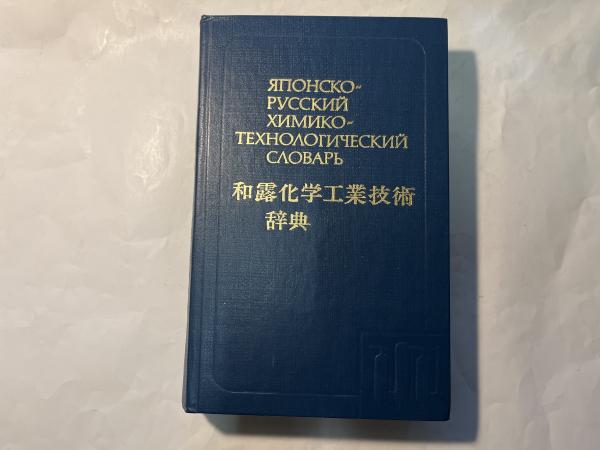 ЯПОНСКО-
РУССКИЙ
ХИМИКО-
ТЕХНОЛОГИЧЕСКИЙ
СЛОВАРЬ
和露化学工業技術
辞典